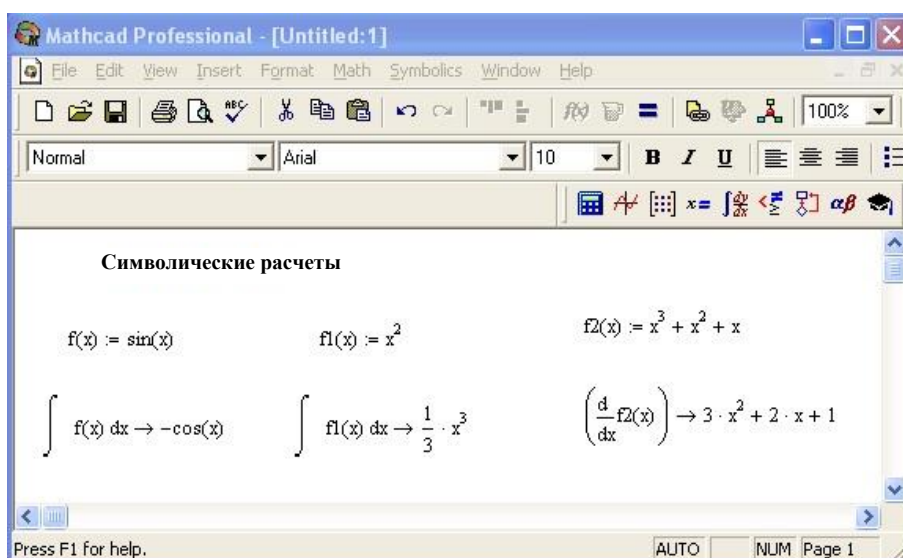 Mathcad Professional - [Untitled:1]
File Edit View Insert Format Math Symbolics Window Help
100%
Normal Arial 10 B I U
x= αβ
Символические расчеты
f(x) := sin(x) f1(x) := x² f2(x) := x³ + x² + x
∫ f(x) dx → -cos(x) ∫ f1(x) dx → 1/3 · x³ (d/dx f2(x)) → 3 · x² + 2 · x + 1
Press F1 for help. AUTO NUM Page 1